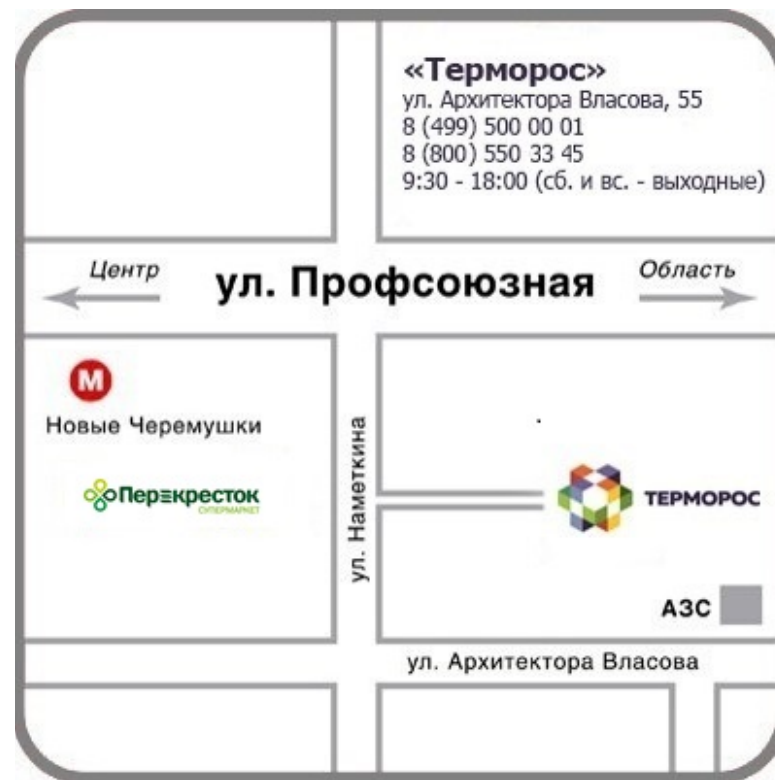 «Терморос»
ул. Архитектора Власова, 55
8 (499) 500 00 01
8 (800) 550 33 45
9:30 - 18:00 (сб. и вс. - выходные)
Центр
ул. Профсоюзная
Область
М
Новые Черемушки
Перекресток
СУПЕРМАРКЕТ
ул. Наметкина
ТЕРМОРОС
АЗС
ул. Архитектора Власова